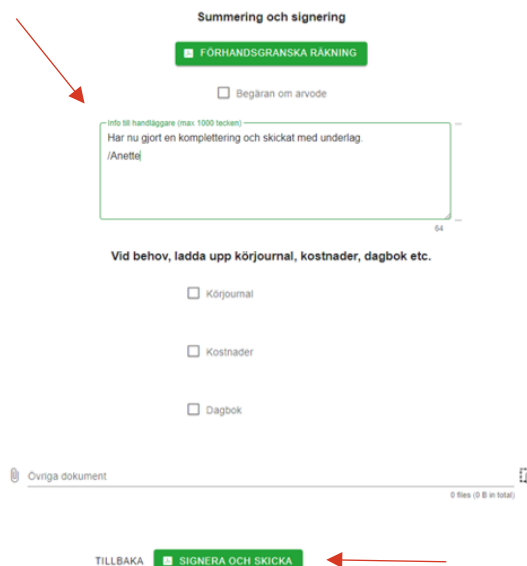 Summering och signering
FÖRHANDSGRANSKA RÄKNING
Begäran om arvode
Info till handläggare (max 1000 tecken)
Har nu gjort en komplettering och skickat med underlag.
/Anette
64
Vid behov, ladda upp körjournal, kostnader, dagbok etc.
Körjournal
Kostnader
Dagbok
Övriga dokument
0 files (0 B in total)
TILLBAKA SIGNERA OCH SKICKA